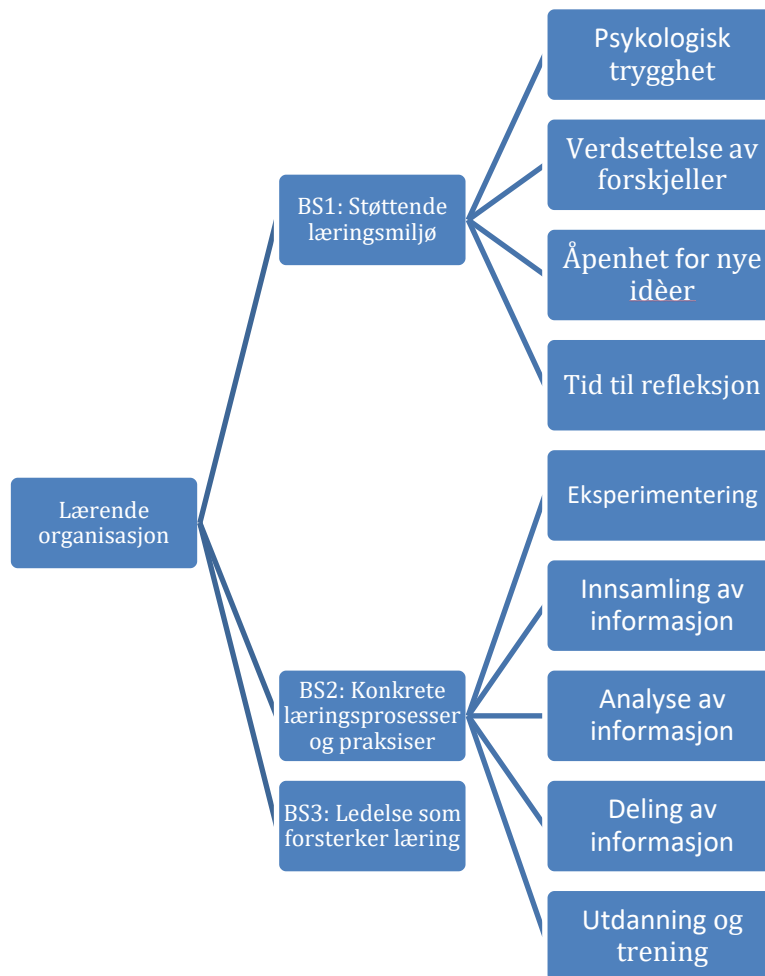 Lærende
organisasjon
BS1: Støttende
læringsmiljø
Psykologisk
trygghet
Verdsettelse av
forskjeller
Åpenhet for nye
idèer
Tid til refleksjon
BS2: Konkrete
læringsprosesser
og praksiser
Eksperimentering
Innsamling av
informasjon
Analyse av
informasjon
Deling av
informasjon
Utdanning og
trening
BS3: Ledelse som
forsterker læring